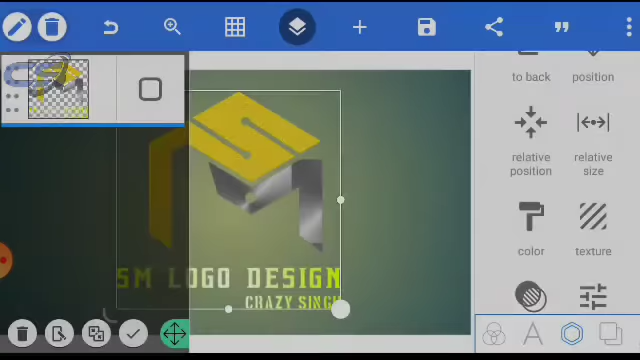 to back
position
relative
position
relative
size
color
texture
SM LOGO DESIGN
CRAZY SINGH